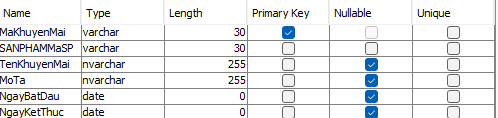 Name Type Length Primary Key Nullable Unique
MaKhuyenMai varchar 30
SANPHAMMaSP varchar 30
TenKhuyenMai nvarchar 255
MoTa nvarchar 255
NgayBatDau date 0
NgayKetThuc date 0